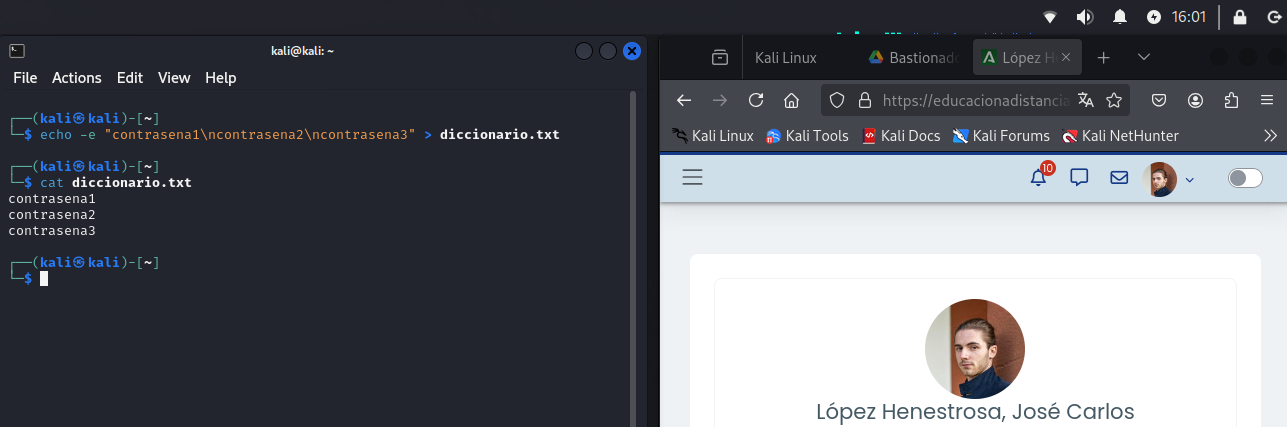 16:01
kali@kali: ~
File Actions Edit View Help
┌──(kali㉿kali)-[~]
└─$ echo -e "contrasena1\ncontrasena2\ncontrasena3" > diccionario.txt
┌──(kali㉿kali)-[~]
└─$ cat diccionario.txt
contrasena1
contrasena2
contrasena3
┌──(kali㉿kali)-[~]
└─$
Kali Linux Bastionado López He
https://educacionadistancia
Kali Linux Kali Tools Kali Docs Kali Forums Kali NetHunter
10
López Henestrosa, José Carlos